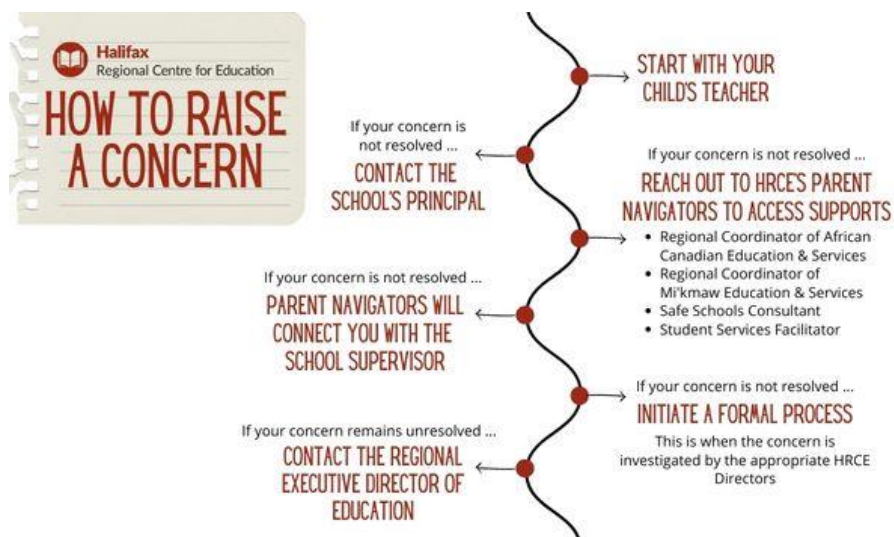 Halifax
Regional Centre for Education
HOW TO RAISE
A CONCERN
START WITH YOUR
CHILD'S TEACHER
If your concern is
not resolved ...
CONTACT THE
SCHOOL'S PRINCIPAL
If your concern is not resolved ...
REACH OUT TO HRCE'S PARENT
NAVIGATORS TO ACCESS SUPPORTS
• Regional Coordinator of African
Canadian Education & Services
• Regional Coordinator of
Mi'kmaw Education & Services
• Safe Schools Consultant
• Student Services Facilitator
If your concern is not resolved ...
PARENT NAVIGATORS WILL
CONNECT YOU WITH THE
SCHOOL SUPERVISOR
If your concern is not resolved ...
INITIATE A FORMAL PROCESS
This is when the concern is
investigated by the appropriate HRCE
Directors
If your concern remains unresolved ...
CONTACT THE REGIONAL
EXECUTIVE DIRECTOR OF
EDUCATION